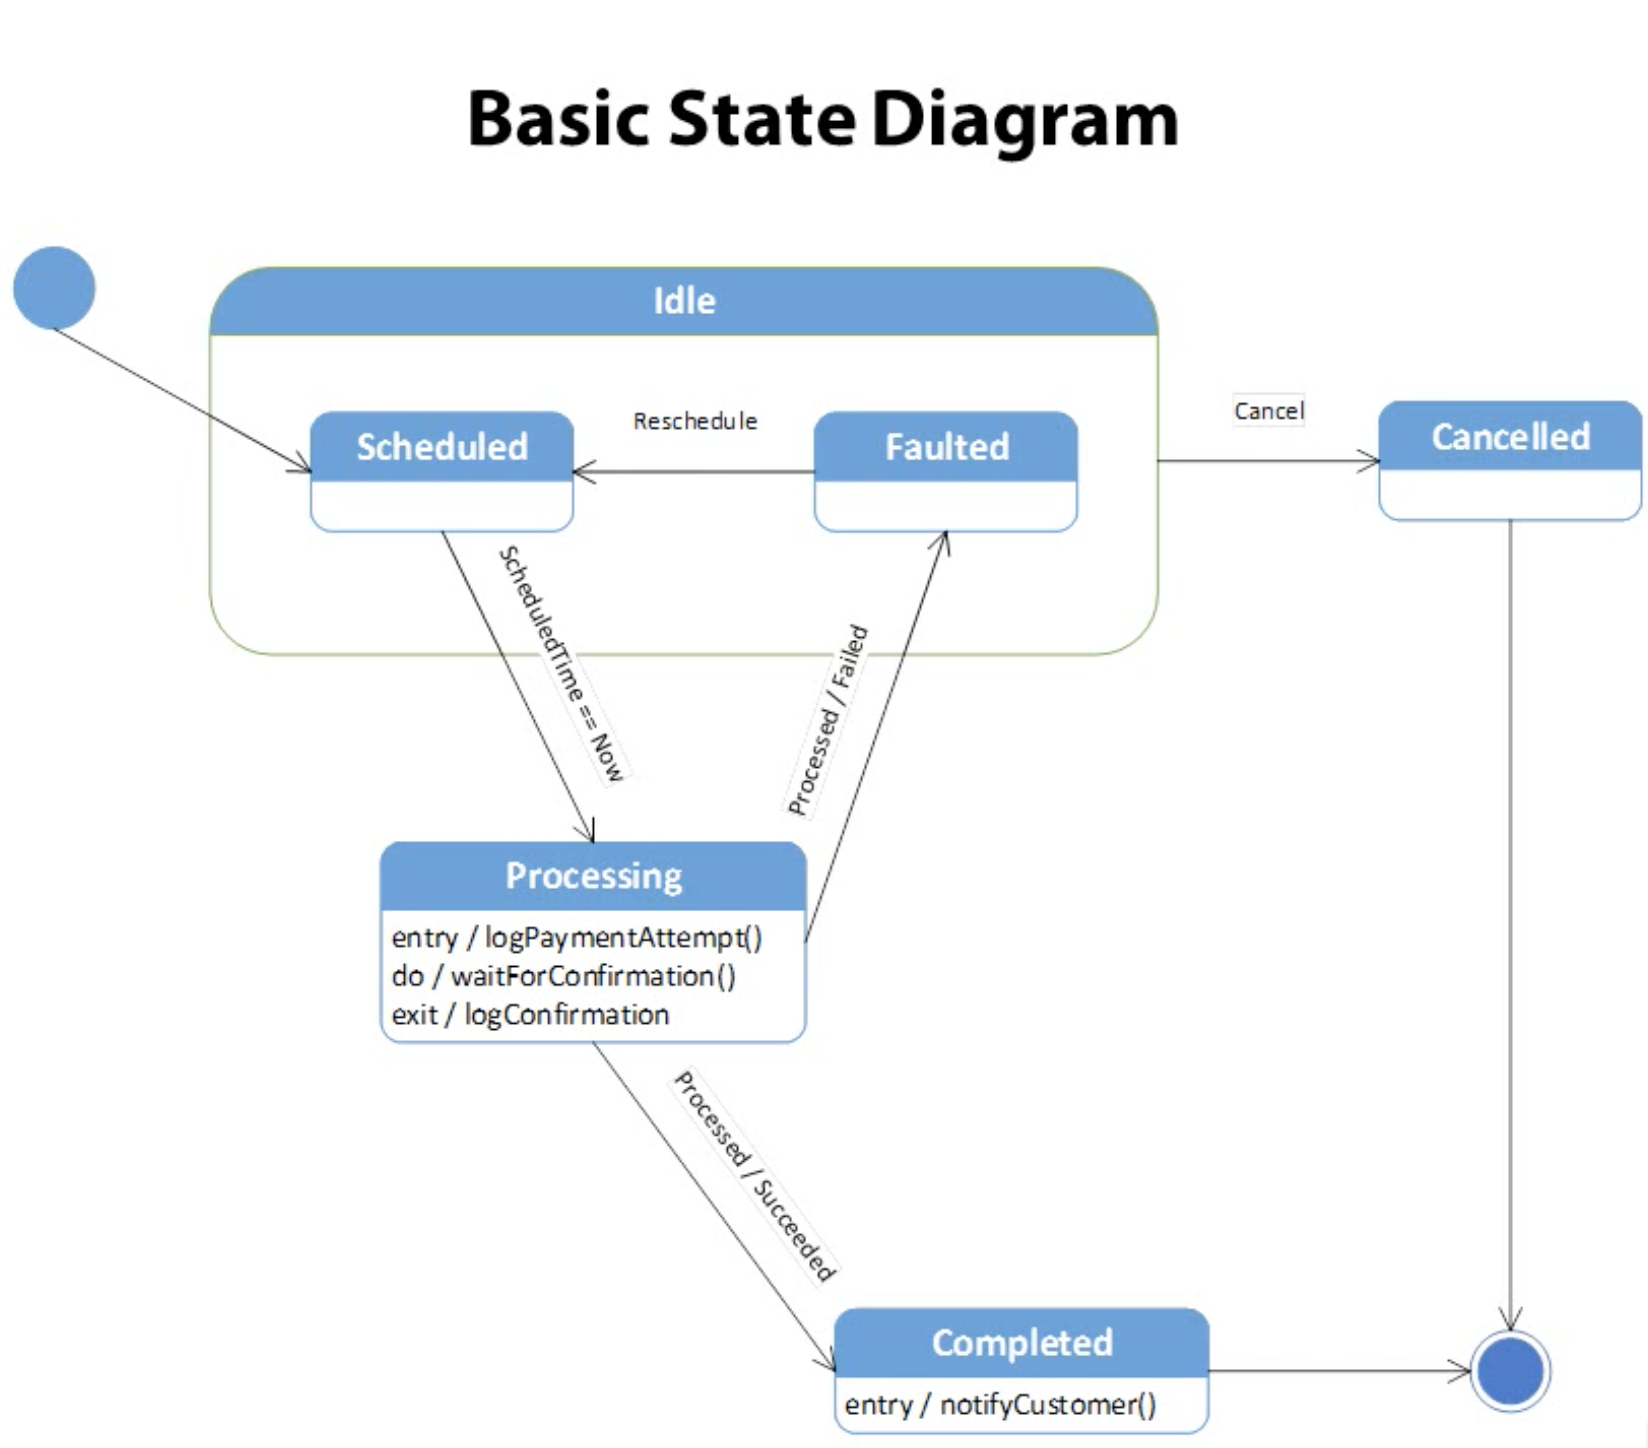 Basic State Diagram
Idle
Scheduled
Reschedule
Faulted
Cancel
Cancelled
ScheduledTime == Now
Processed / Failed
Processing
entry / logPaymentAttempt()
do / waitForConfirmation()
exit / logConfirmation
Processed / Succeeded
Completed
entry / notifyCustomer()